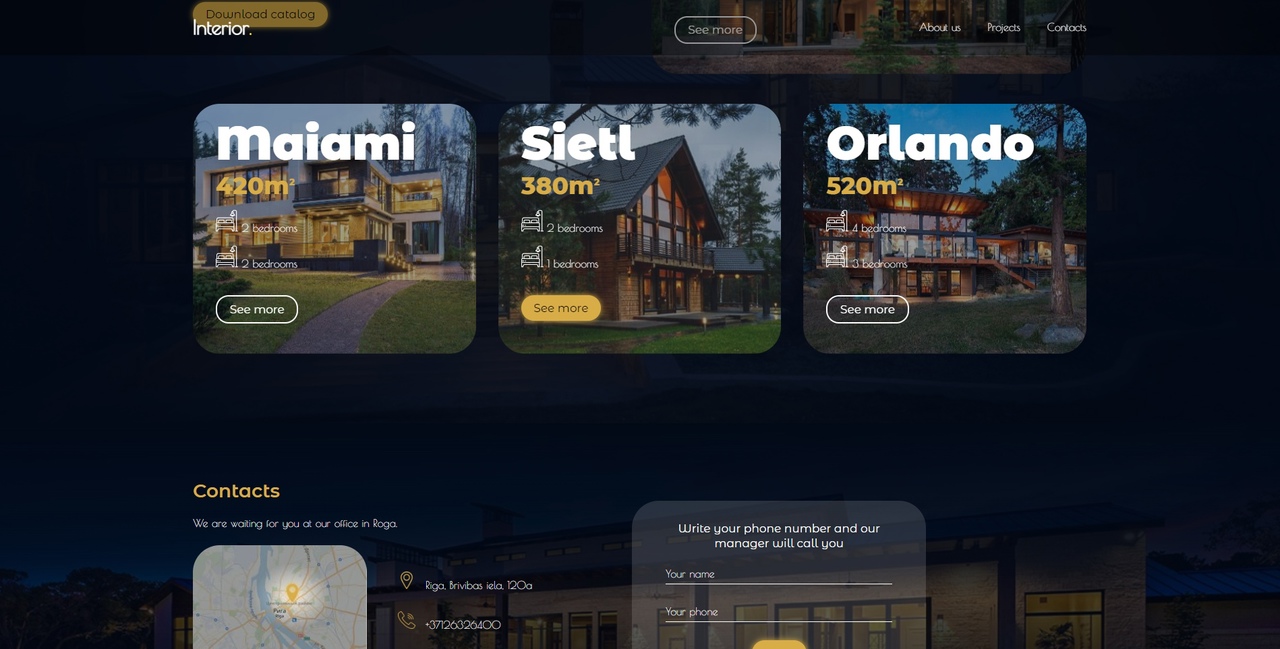 Download catalog
Interior.
See more
About us
Projects
Contacts
Maiami
420m²
2 bedrooms
2 bedrooms
See more
Sietl
380m²
2 bedrooms
1 bedrooms
See more
Orlando
520m²
4 bedrooms
3 bedrooms
See more
Contacts
We are waiting for you at our office in Roga.
Рига
Riga, Brivibas iela, 120a
+37126326400
Write your phone number and our
manager will call you
Your name
Your phone